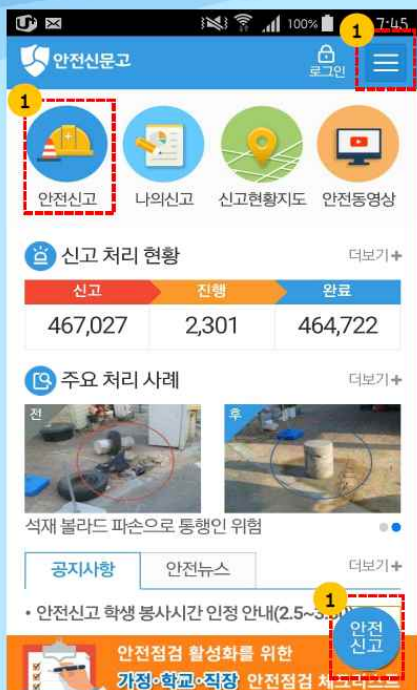 100% 7:45
1
안전신문고
로그인
1
안전신고 나의신고 신고현황지도 안전동영상
신고 처리 현황 더보기+
신고 진행 완료
467,027 2,301 464,722
주요 처리 사례 더보기+
전 후
석재 볼라드 파손으로 통행인 위험
공지사항 안전뉴스 더보기+
1
• 안전신고 학생 봉사시간 인정 안내(2.5~3.
안전
신고
안전점검 활성화를 위한
가정·학교·직장 안전점검